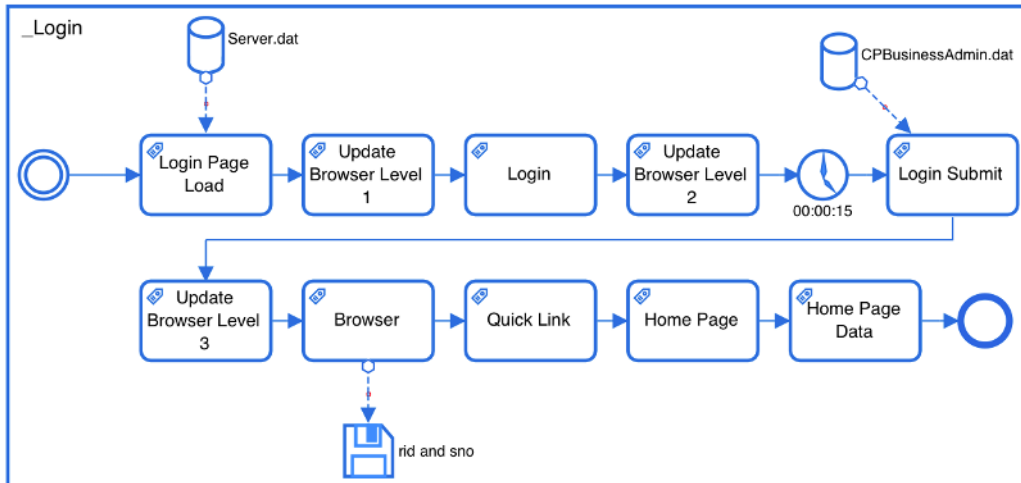 _Login
Server.dat
CPBusinessAdmin.dat
Login Page
Load
Update
Browser Level
1
Login
Update
Browser Level
2
00:00:15
Login Submit
Update
Browser Level
3
Browser
Quick Link
Home Page
Home Page
Data
rid and sno